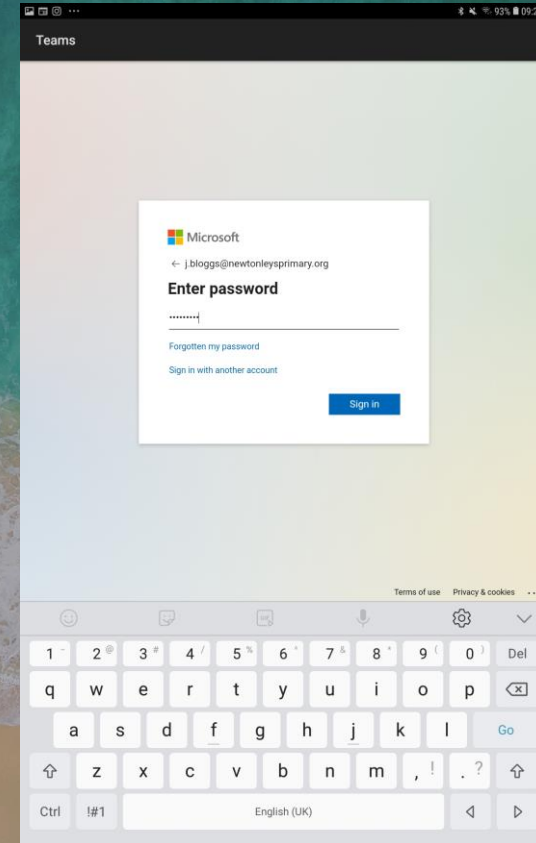 93% 09:2
Teams
Microsoft
← j.bloggs@newtonleysprimary.org
Enter password
•••••••••
Forgotten my password
Sign in with another account
Sign in
Terms of use Privacy & cookies
1 - 2 @ 3 # 4 / 5 % 6 ^ 7 & 8 * 9 ( 0 ) Del
q w e r t y u i o p
a s d f g h j k l Go
z x c v b n m , ! . ?
Ctrl !#1 English (UK)